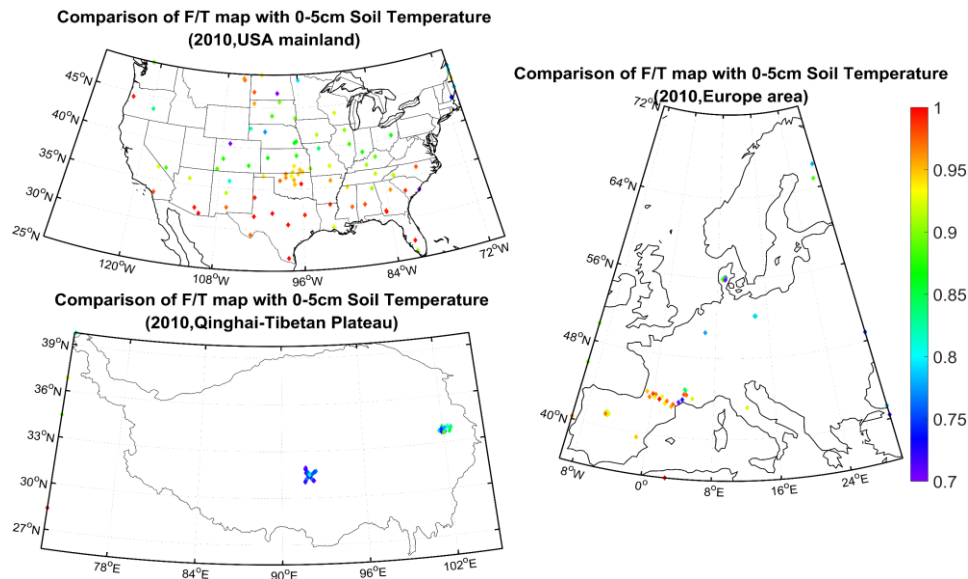 Comparison of F/T map with 0-5cm Soil Temperature
(2010,USA mainland)
45°N
40°N
35°N
30°N
25°N
120°W
108°W
96°W
84°W
72°W
Comparison of F/T map with 0-5cm Soil Temperature
(2010,Qinghai-Tibetan Plateau)
39°N
36°N
33°N
30°N
27°N
78°E
84°E
90°E
96°E
102°E
Comparison of F/T map with 0-5cm Soil Temperature
(2010,Europe area)
72°N
64°N
56°N
48°N
40°N
8°W
0°
8°E
16°E
24°E
1
0.95
0.9
0.85
0.8
0.75
0.7